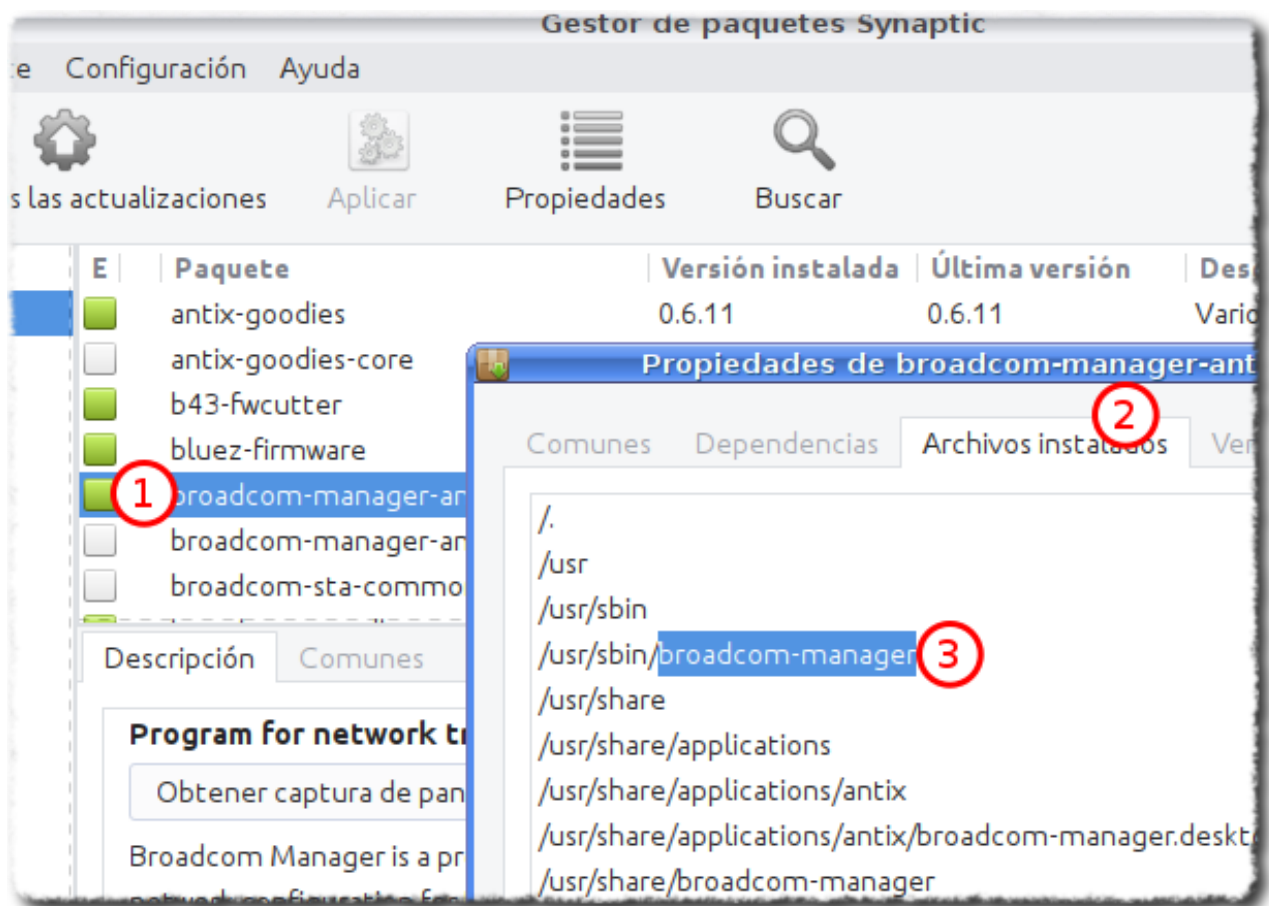 Gestor de paquetes Synaptic
e Configuración Ayuda
s las actualizaciones Aplicar Propiedades Buscar
E Paquete Versión instalada Última versión Des
antix-goodies 0.6.11 0.6.11 Vario
antix-goodies-core
Propiedades de broadcom-manager-ant
b43-fwcutter
2
Comunes Dependencias Archivos instalados Ver
bluez-firmware
1 broadcom-manager-an
/.
broadcom-manager-an
/usr
broadcom-sta-commo
/usr/sbin
Descripción Comunes
/usr/sbin/broadcom-manager 3
/usr/share
Program for network tr
/usr/share/applications
Obtener captura de pan
/usr/share/applications/antix
Broadcom Manager is a pr
/usr/share/applications/antix/broadcom-manager.deskt
/usr/share/broadcom-manager